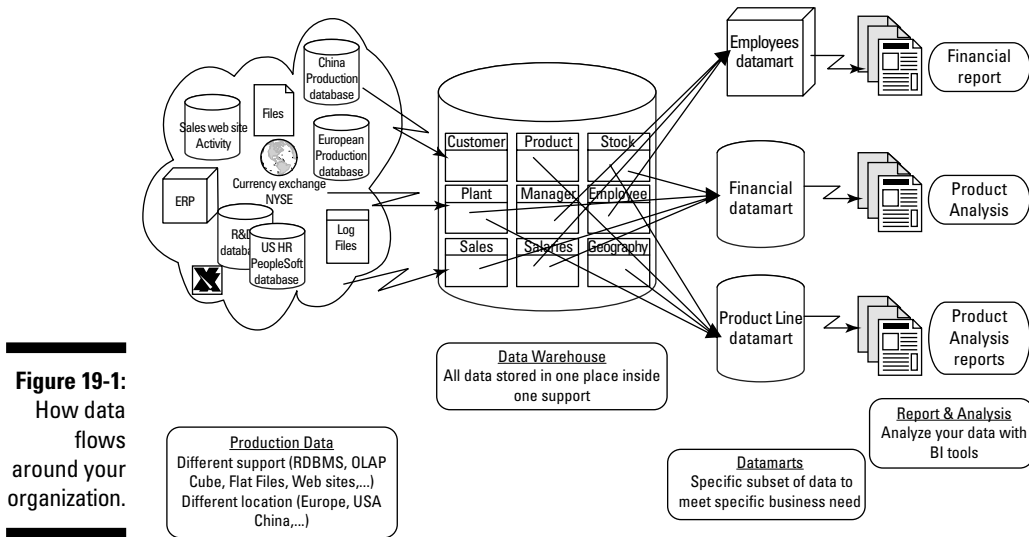 China
Production
database
Files
Sales web site
Activity
European
Production
database
Currency exchange
NYSE
ERP
R&D
database
US HR
PeopleSoft
database
Log
Files
X
Customer
Product
Stock
Plant
Manager
Employee
Sales
Salaries
Geography
Employees
datamart
Financial
datamart
Product Line
datamart
Financial
report
Product
Analysis
Product
Analysis
reports
Data Warehouse
All data stored in one place inside
one support
Production Data
Different support (RDBMS, OLAP
Cube, Flat Files, Web sites,...)
Different location (Europe, USA
China,...)
Datamarts
Specific subset of data to
meet specific business need
Report & Analysis
Analyze your data with
BI tools
Figure 19-1:
How data
flows
around your
organization.